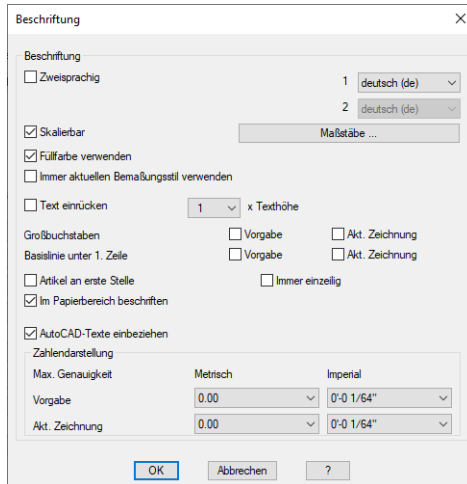 Beschriftung
Beschriftung
Zweisprachig
1 deutsch (de)
2 deutsch (de)
Skalierbar Maßstäbe ...
Füllfarbe verwenden
Immer aktuellen Bemaßungsstil verwenden
Text einrücken 1 x Texthöhe
Großbuchstaben Vorgabe Akt. Zeichnung
Basislinie unter 1. Zeile Vorgabe Akt. Zeichnung
Artikel an erste Stelle Immer einzeilig
Im Papierbereich beschriften
AutoCAD-Texte einbeziehen
Zahlendarstellung
Max. Genauigkeit Metrisch Imperial
Vorgabe 0.00 0'-0 1/64"
Akt. Zeichnung 0.00 0'-0 1/64"
OK Abbrechen ?